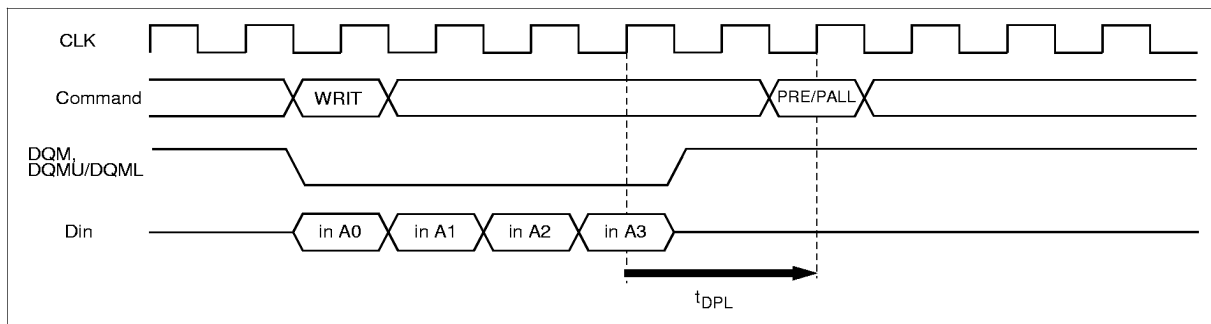 CLK
Command
WRIT
PRE/PALL
DQM,
DQMU/DQML
Din
in A0
in A1
in A2
in A3
tDPL